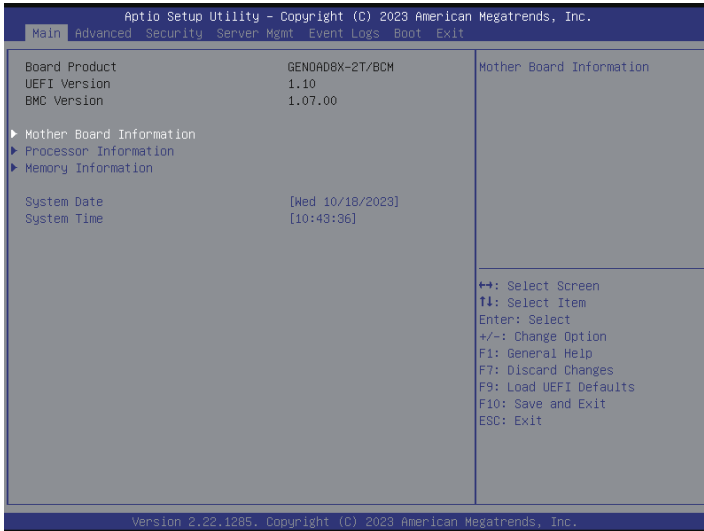 Aptio Setup Utility – Copyright (C) 2023 American Megatrends, Inc.
Main Advanced Security Server Mgmt Event Logs Boot Exit
Board Product GENOAD8X-2T/BCM
UEFI Version 1.10
BMC Version 1.07.00
Mother Board Information
Processor Information
Memory Information
System Date [Wed 10/18/2023]
System Time [10:43:36]
Mother Board Information
↔: Select Screen
↑↓: Select Item
Enter: Select
+/-: Change Option
F1: General Help
F7: Discard Changes
F9: Load UEFI Defaults
F10: Save and Exit
ESC: Exit
Version 2.22.1285. Copyright (C) 2023 American Megatrends, Inc.